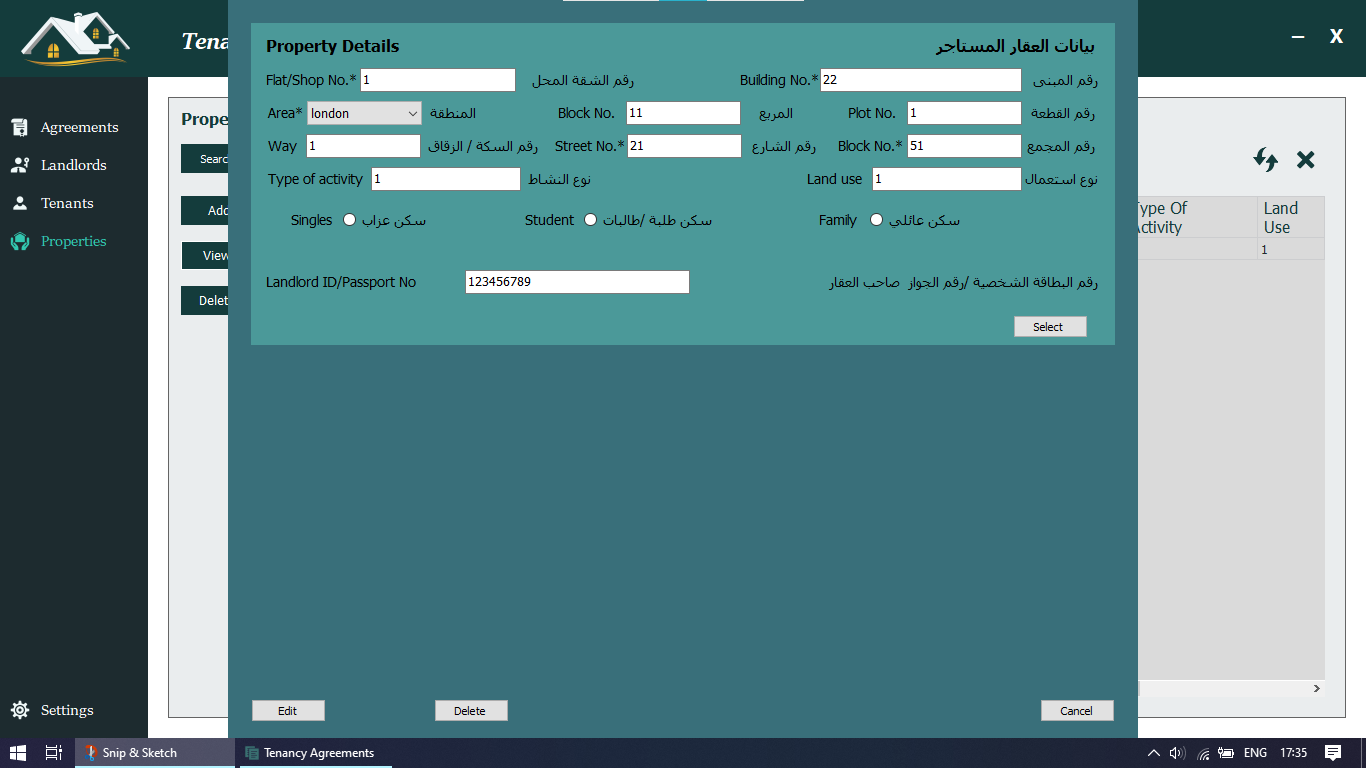 Tena
X
Agreements
Landlords
Tenants
Properties
Settings
Prope
Searc
Add
View
Delet
Property Details بيانات العقار المستاجر
Flat/Shop No.* 1 رقم الشقة المحل Building No.* 22 رقم المبنى
Area* london المنطقة Block No. 11 المربع Plot No. 1 رقم القطعة
Way 1 رقم السكة / الزقاق Street No.* 21 رقم الشارع Block No.* 51 رقم المجمع
Type of activity 1 نوع النشاط Land use 1 نوع استعمال
Singles سكن عزاب Student سكن طلبة /طالبات Family سكن عائلي
Landlord ID/Passport No 123456789 رقم البطاقة الشخصية /رقم الجواز صاحب العقار
Select
Edit Delete Cancel
Type Of Activity
Land Use
1
Snip & Sketch Tenancy Agreements ENG 17:35